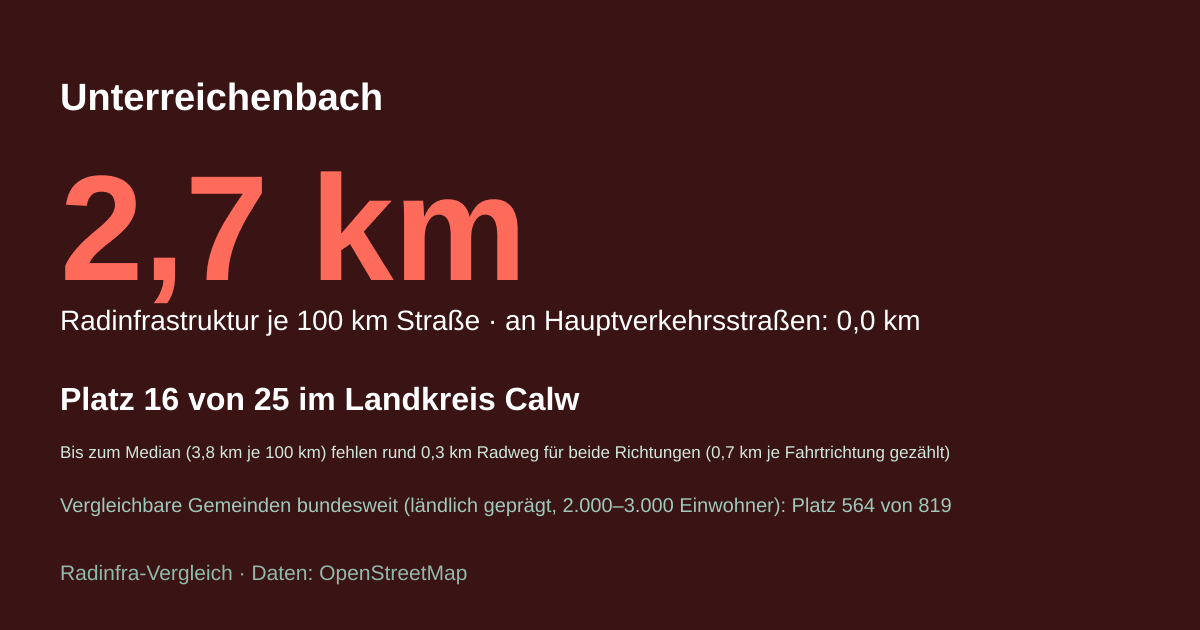 Unterreichenbach
2,7 km
Radinfrastruktur je 100 km Straße · an Hauptverkehrsstraßen: 0,0 km
Platz 16 von 25 im Landkreis Calw
Bis zum Median (3,8 km je 100 km) fehlen rund 0,3 km Radweg für beide Richtungen (0,7 km je Fahrtrichtung gezählt)
Vergleichbare Gemeinden bundesweit (ländlich geprägt, 2.000–3.000 Einwohner): Platz 564 von 819
Radinfra-Vergleich · Daten: OpenStreetMap